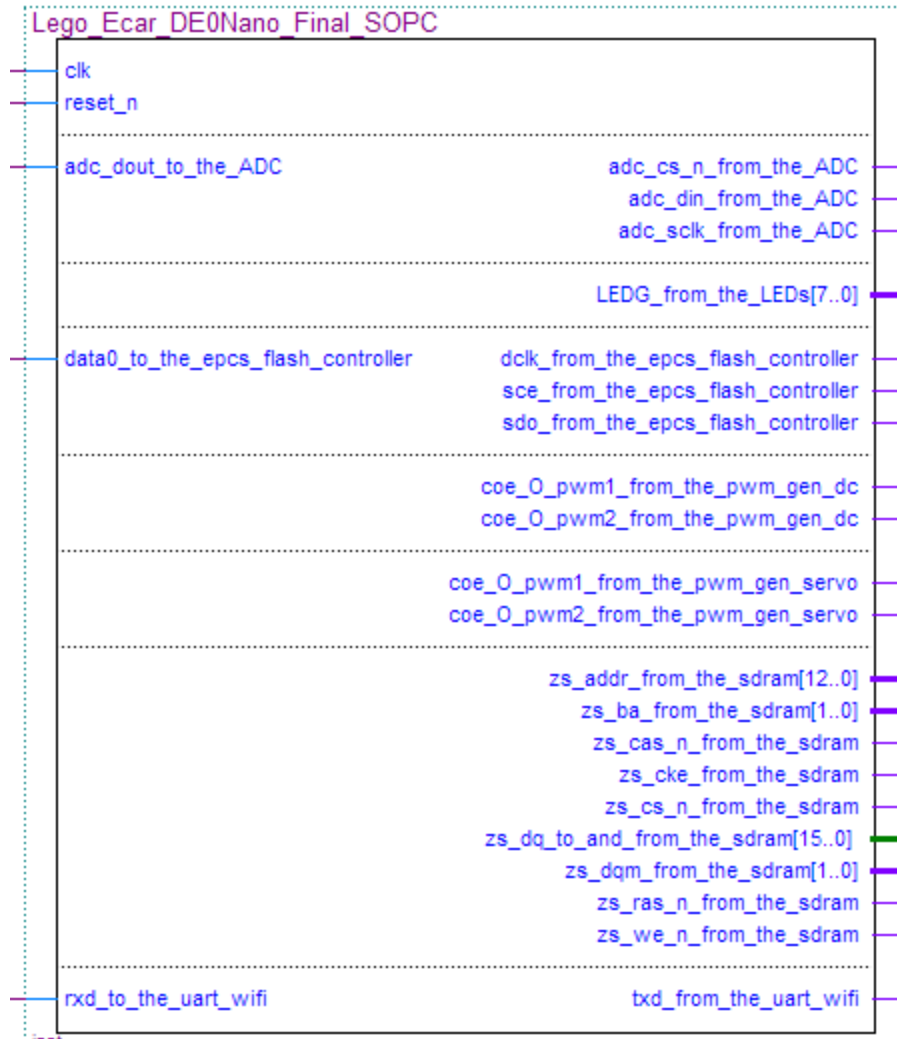 Lego_Ecar_DE0Nano_Final_SOPC
clk
reset_n
adc_dout_to_the_ADC adc_cs_n_from_the_ADC
adc_din_from_the_ADC
adc_sclk_from_the_ADC
LEDG_from_the_LEDs[7..0]
data0_to_the_epcs_flash_controller dclk_from_the_epcs_flash_controller
sce_from_the_epcs_flash_controller
sdo_from_the_epcs_flash_controller
coe_O_pwm1_from_the_pwm_gen_dc
coe_O_pwm2_from_the_pwm_gen_dc
coe_O_pwm1_from_the_pwm_gen_servo
coe_O_pwm2_from_the_pwm_gen_servo
zs_addr_from_the_sdram[12..0]
zs_ba_from_the_sdram[1..0]
zs_cas_n_from_the_sdram
zs_cke_from_the_sdram
zs_cs_n_from_the_sdram
zs_dq_to_and_from_the_sdram[15..0]
zs_dqm_from_the_sdram[1..0]
zs_ras_n_from_the_sdram
zs_we_n_from_the_sdram
rxd_to_the_uart_wifi txd_from_the_uart_wifi